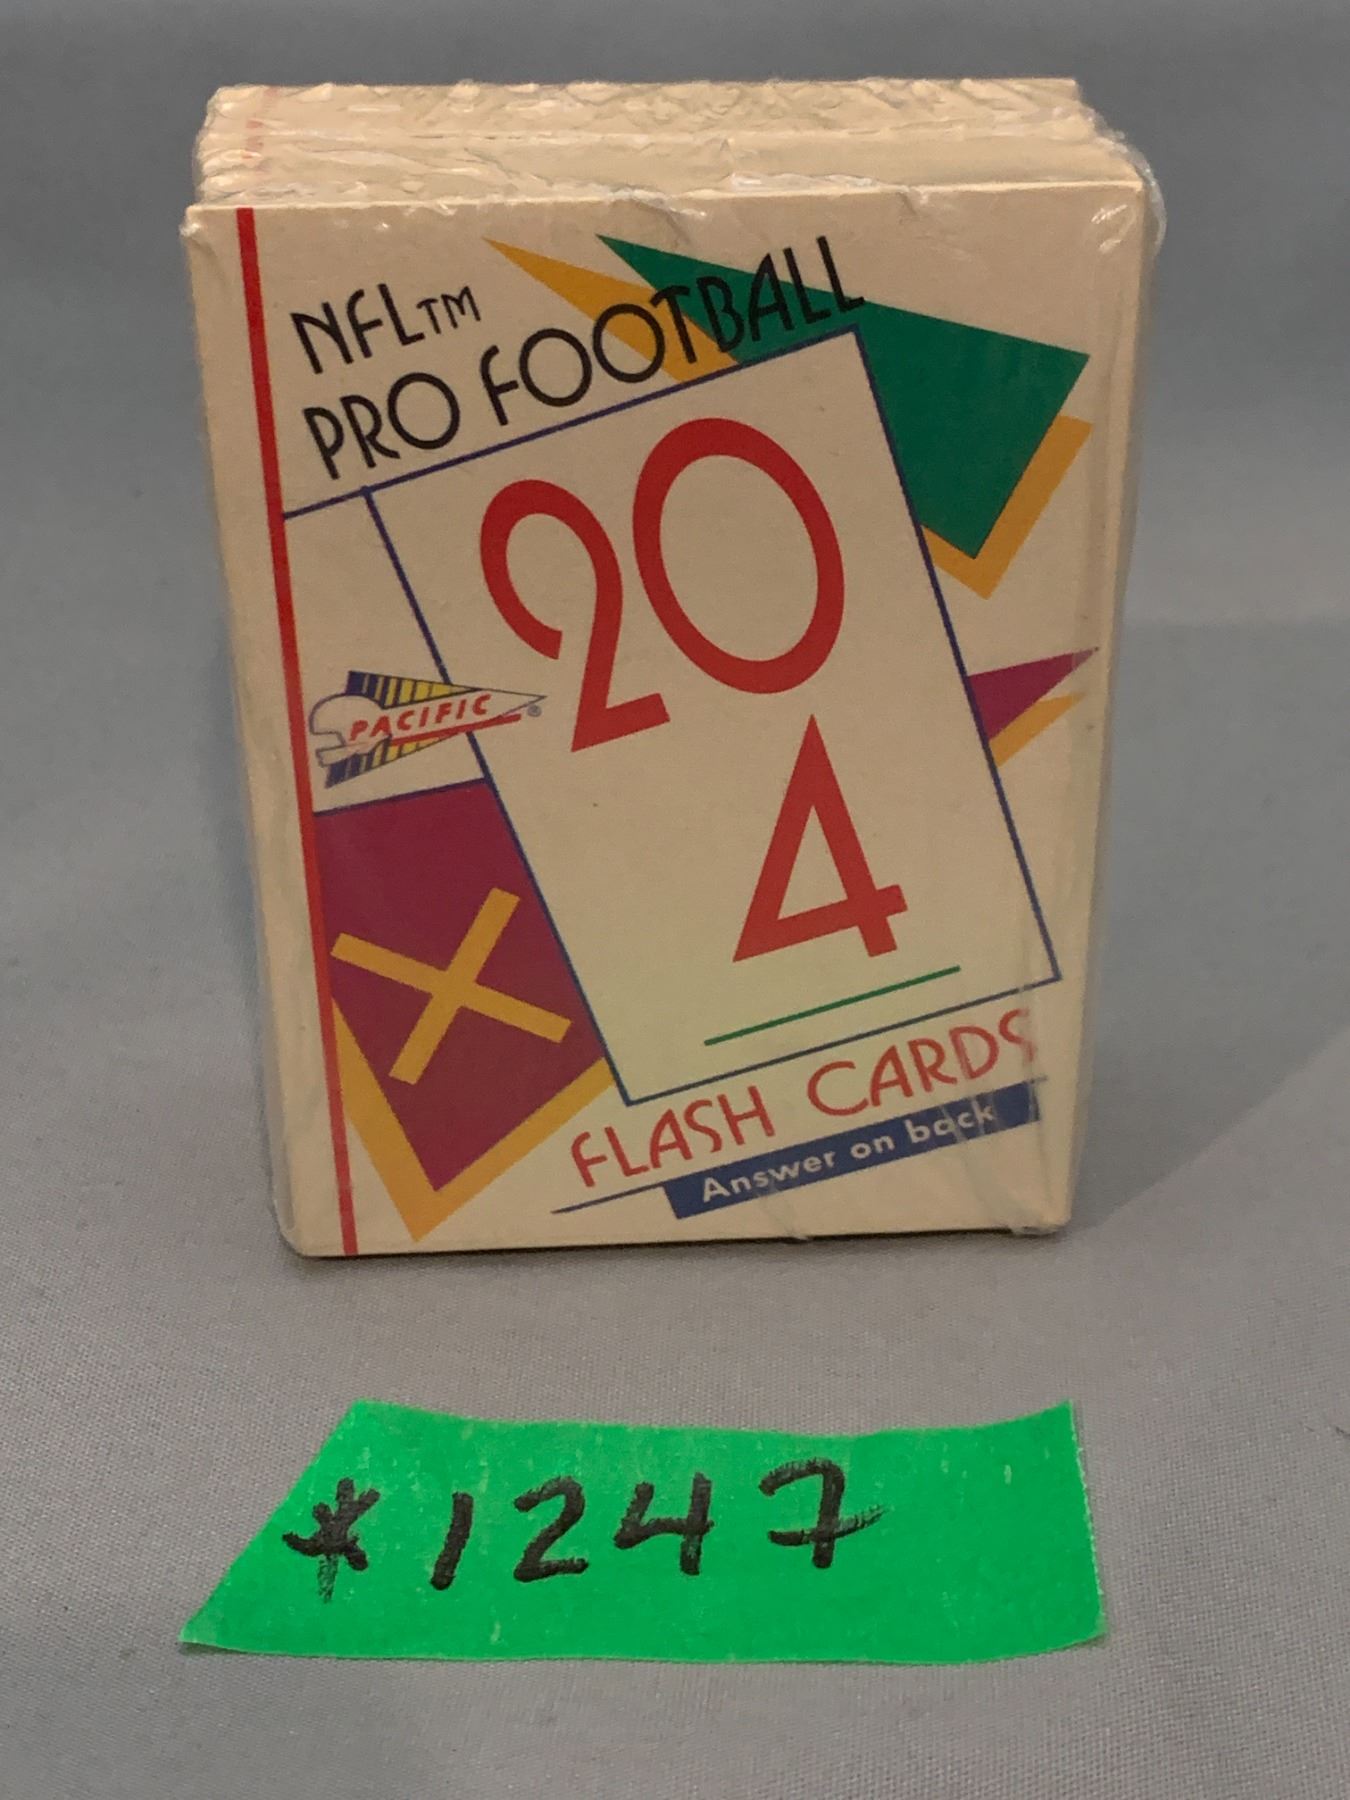 NFL™
PRO FOOTBALL
20
4
PACIFIC®
×
FLASH CARDS
Answer on back
*1247